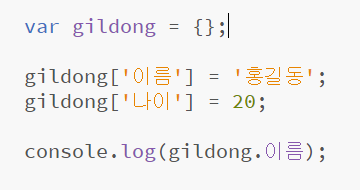 var gildong = {};
gildong['이름'] = '홍길동';
gildong['나이'] = 20;
console.log(gildong.이름);